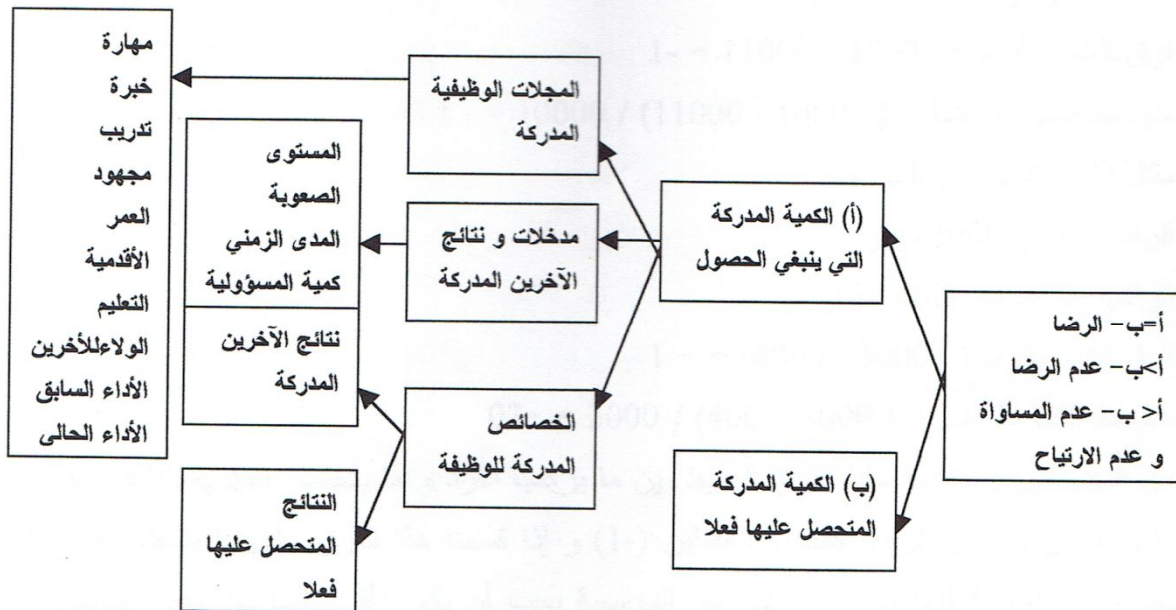 أ=ب– الرضا
أ>ب– عدم الرضا
أ< ب– عدم المساواة
و عدم الارتياح
(أ) الكمية المدركة
التي ينبغي الحصول
(ب) الكمية المدركة
المتحصل عليها فعلا
المجلات الوظيفية
المدركة
مدخلات و نتائج
الآخرين المدركة
الخصائص
المدركة للوظيفة
المستوى
الصعوبة
المدى الزمني
كمية المسؤولية
نتائج الآخرين
المدركة
النتائج
المتحصل عليها
فعلا
مهارة
خبرة
تدريب
مجهود
العمر
الأقدمية
التعليم
الولاءللأخرين
الأداء السابق
الأداء الحالى